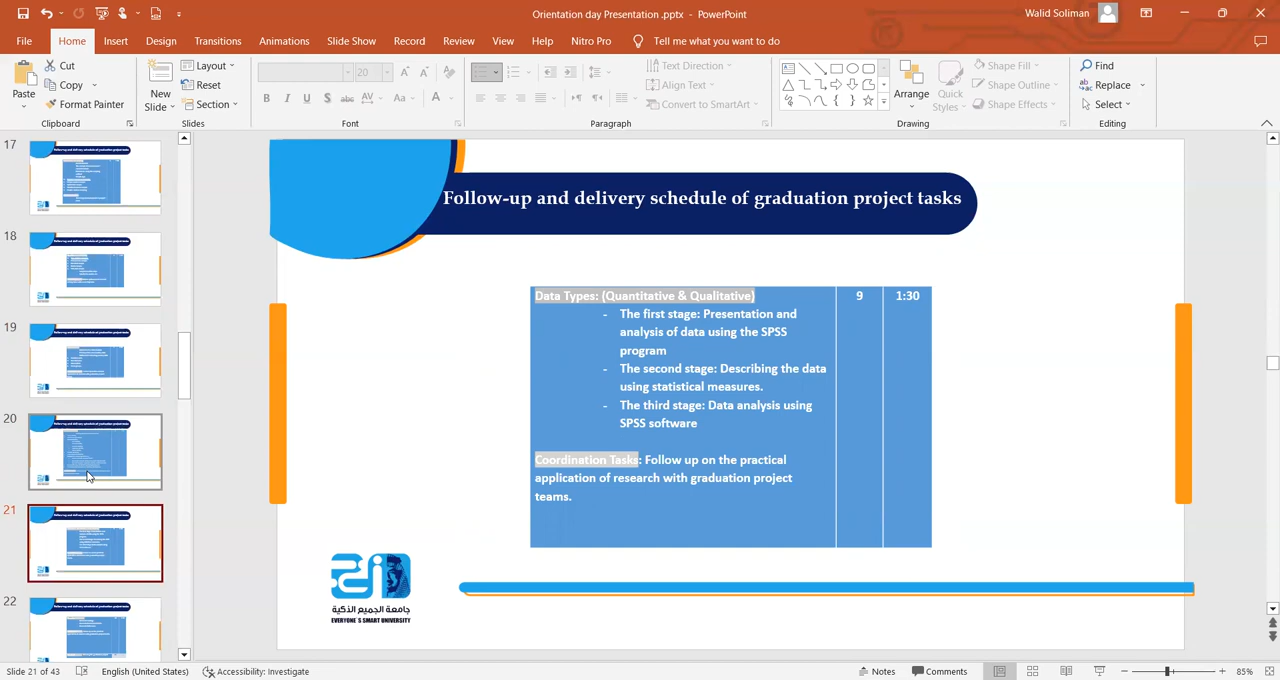 Orientation day Presentation .pptx - PowerPoint
Walid Soliman
File Home Insert Design Transitions Animations Slide Show Record Review View Help Nitro Pro Tell me what you want to do
Paste
Cut
Copy
Format Painter
Clipboard
New
Slide
Layout
Reset
Section
Slides
20
B I U S abc AV Aa A
Font
Text Direction
Align Text
Convert to SmartArt
Paragraph
Arrange
Quick
Styles
Shape Fill
Shape Outline
Shape Effects
Drawing
Find
Replace
Select
Editing
17
18
19
20
21
22
Follow-up and delivery schedule of graduation project tasks
Data Types: (Quantitative & Qualitative) 9 1:30
- The first stage: Presentation and
analysis of data using the SPSS
program
- The second stage: Describing the data
using statistical measures.
- The third stage: Data analysis using
SPSS software
Coordination Tasks: Follow up on the practical
application of research with graduation project
teams.
جامعة الجميع الذكية
EVERYONE`S SMART UNIVERSITY
Slide 21 of 43 English (United States) Accessibility: Investigate Notes Comments 85%